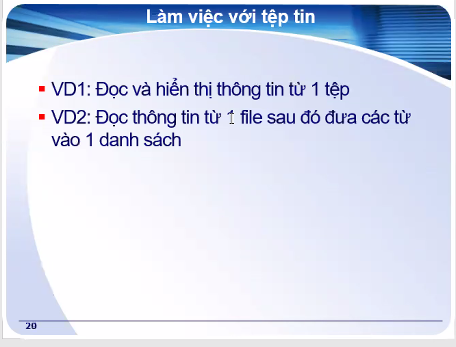 Làm việc với tệp tin
VD1: Đọc và hiển thị thông tin từ 1 tệp
VD2: Đọc thông tin từ 1 file sau đó đưa các từ
vào 1 danh sách
20